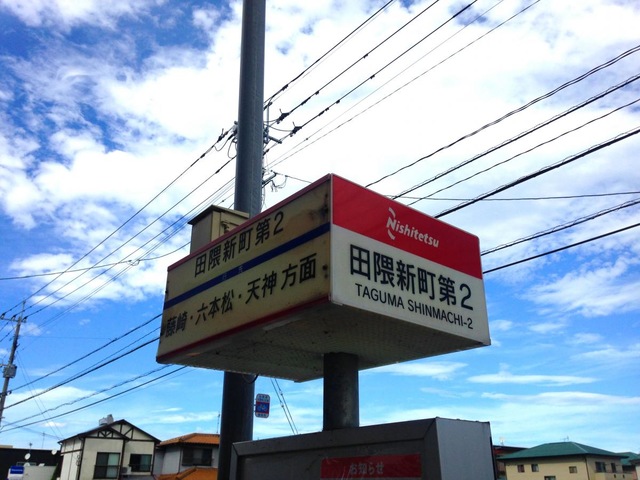 田隈新町第2
藤崎・六本松・天神方面
Nishitetsu
田隈新町第2
TAGUMA SHINMACHI-2
お知らせ